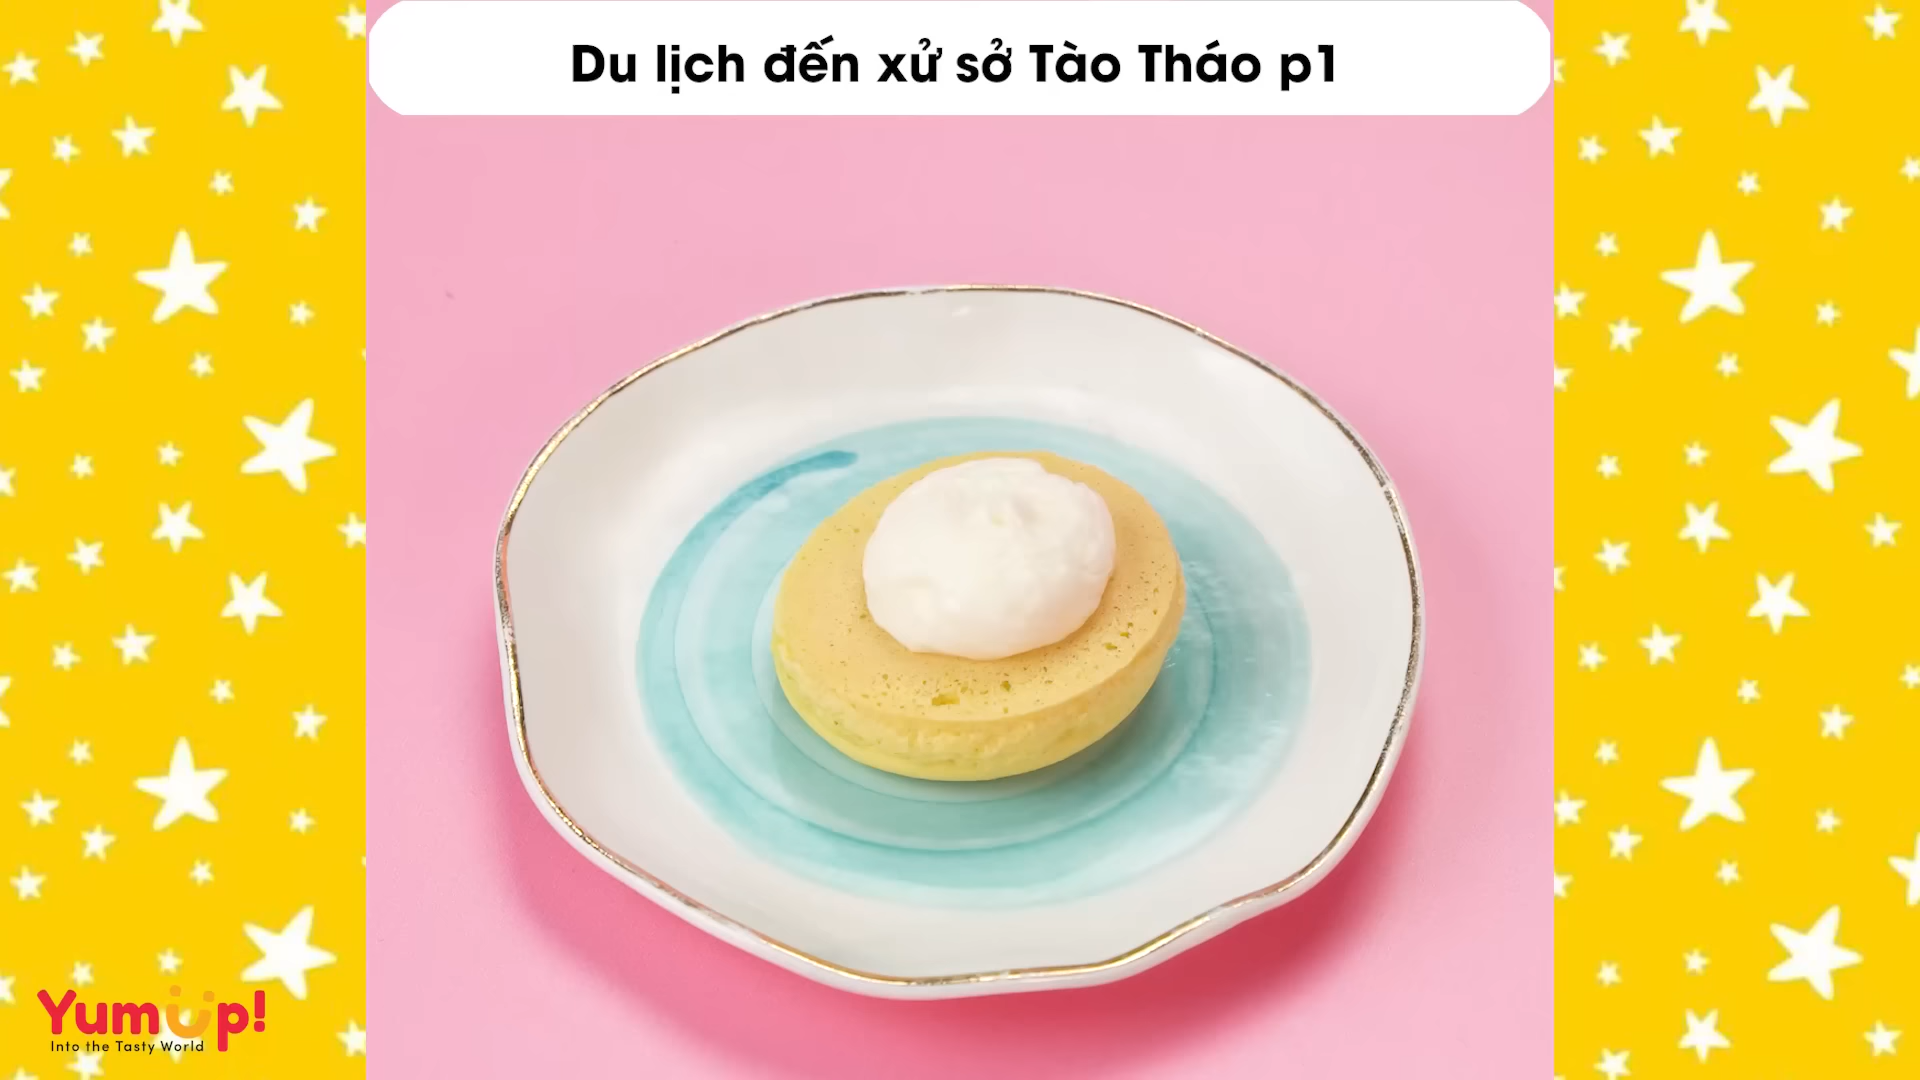 Du lịch đến xử sở Tào Tháo p1
YumUp!
Into the Tasty World